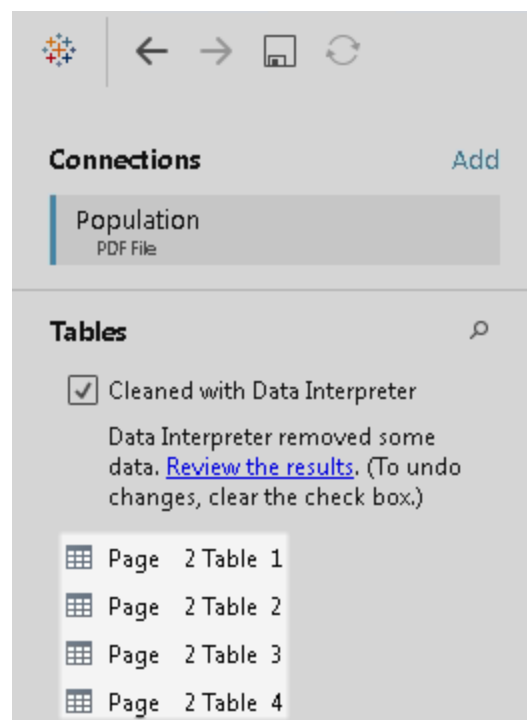 Connections Add
Population
PDF File
Tables
Cleaned with Data Interpreter
Data Interpreter removed some
data. Review the results. (To undo
changes, clear the check box.)
Page 2 Table 1
Page 2 Table 2
Page 2 Table 3
Page 2 Table 4